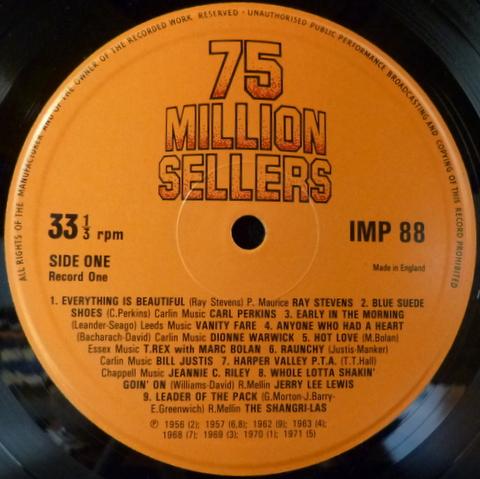 ALL RIGHTS OF THE MANUFACTURER AND OF THE OWNER OF THE RECORDED WORK RESERVED - UNAUTHORISED PUBLIC PERFORMANCE BROADCASTING AND COPYING OF THIS RECORD PROHIBITED
75
MILLION
SELLERS
33 1/3 rpm
IMP 88
SIDE ONE
Record One
Made in England
1. EVERYTHING IS BEAUTIFUL (Ray Stevens) P. Maurice RAY STEVENS 2. BLUE SUEDE
SHOES (C.Perkins) Carlin Music CARL PERKINS 3. EARLY IN THE MORNING
(Leander-Seago) Leeds Music VANITY FARE 4. ANYONE WHO HAD A HEART
(Bacharach-David) Carlin Music DIONNE WARWICK 5. HOT LOVE (M.Bolan)
Essex Music T.REX with MARC BOLAN 6. RAUNCHY (Justis-Manker)
Carlin Music BILL JUSTIS 7. HARPER VALLEY P.T.A. (T.T.Hall)
Chappell Music JEANNIE C. RILEY 8. WHOLE LOTTA SHAKIN'
GOIN' ON (Williams-David) R.Mellin JERRY LEE LEWIS
9. LEADER OF THE PACK (G.Morton-J.Barry-
E.Greenwich) R.Mellin THE SHANGRI-LAS
℗ 1956 (2); 1957 (6,8); 1962 (9); 1963 (4);
1968 (7); 1969 (3); 1970 (1); 1971 (5)